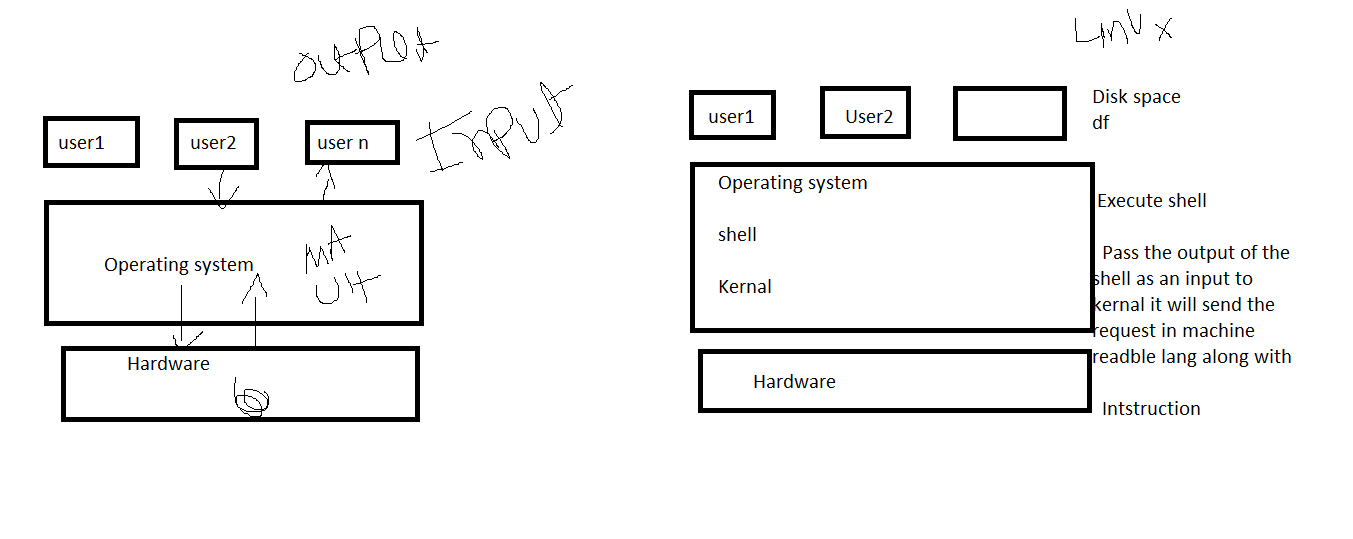 output
Input
user1
user2
user n
Operating system
MA
Hardware
Linux
user1
User2
Disk space
df
Operating system
shell
Kernal
Execute shell
Pass the output of the
shell as an input to
kernal it will send the
request in machine
readble lang along with
Intstruction
Hardware